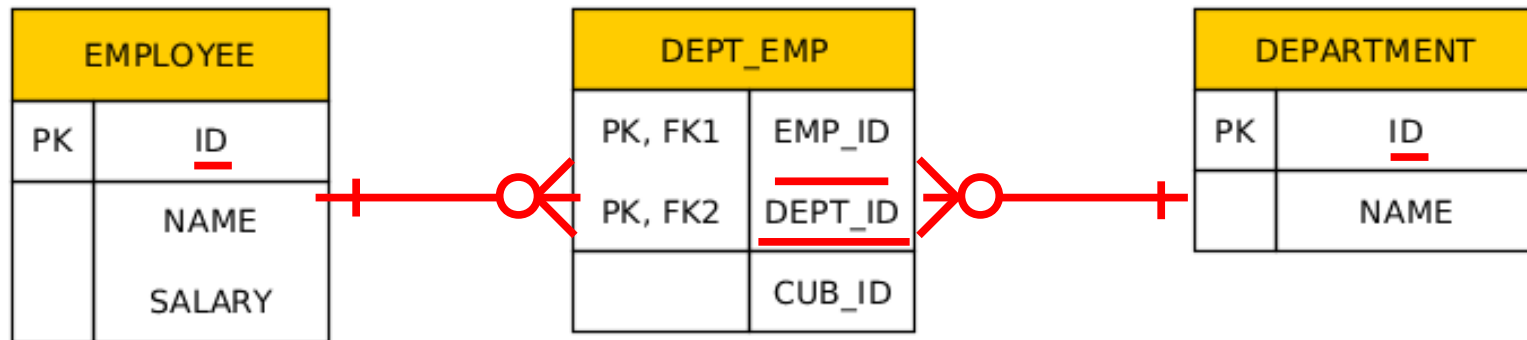 EMPLOYEE
PK ID
NAME
SALARY
DEPT_EMP
PK, FK1 EMP_ID
PK, FK2 DEPT_ID
CUB_ID
DEPARTMENT
PK ID
NAME